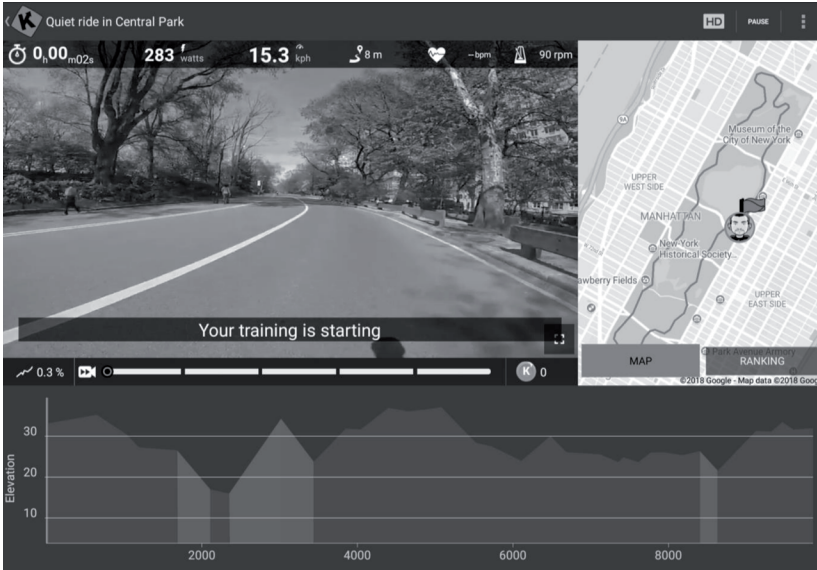 K Quiet ride in Central Park
HD PAUSE
0h00m02s 283 watts 15.3 kph 8 m --bpm 90 rpm
Museum of the
City of New York
UPPER
WEST SIDE
MANHATTAN
New-York
Historical Society...
awberry Fields
UPPER
EAST SIDE
Your training is starting
Park Avenue Armory
MAP RANKING
©2018 Google - Map data ©2018 Goog
0.3 % K 0
Elevation
30
20
10
2000 4000 6000 8000